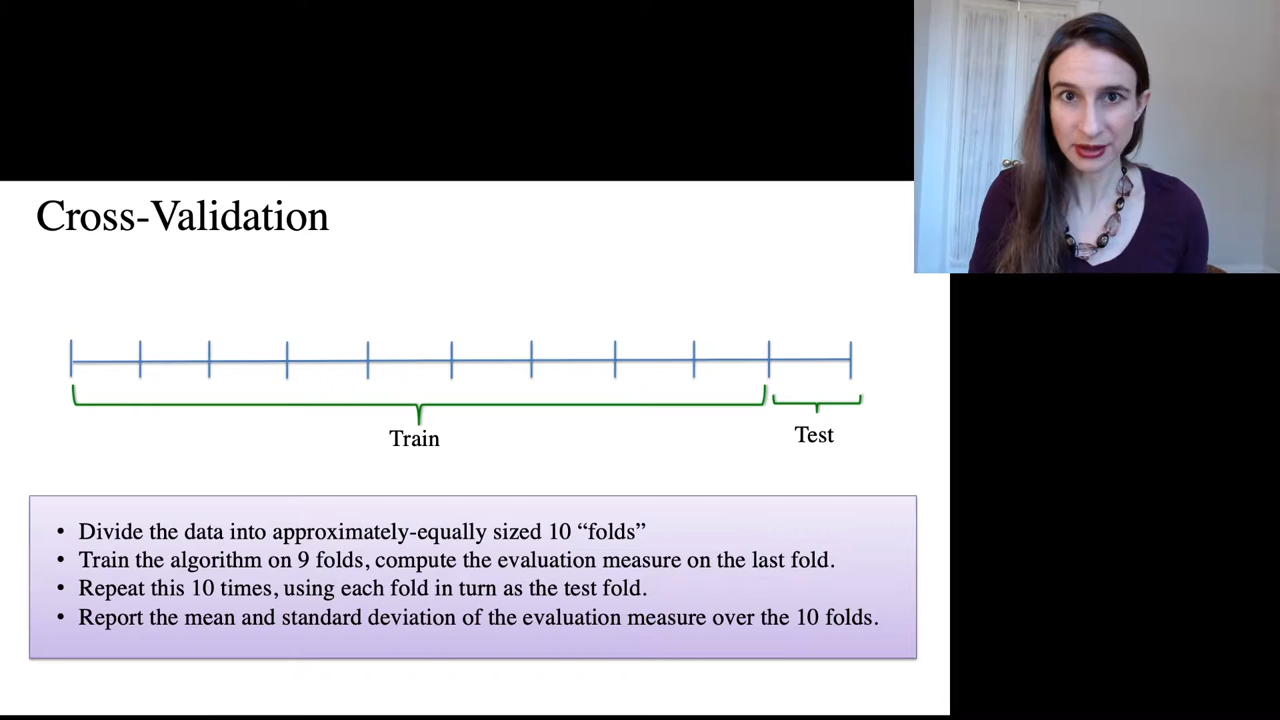 Cross-Validation
Train
Test
• Divide the data into approximately-equally sized 10 “folds”
• Train the algorithm on 9 folds, compute the evaluation measure on the last fold.
• Repeat this 10 times, using each fold in turn as the test fold.
• Report the mean and standard deviation of the evaluation measure over the 10 folds.